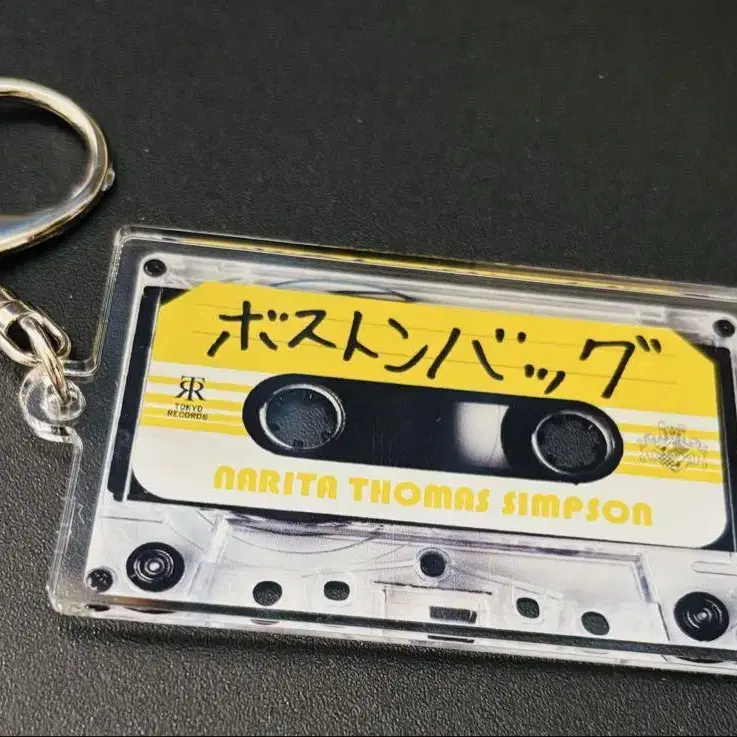 ボストンバッグ
TOKYO
RECORDS
NARITA THOMAS SIMPSON